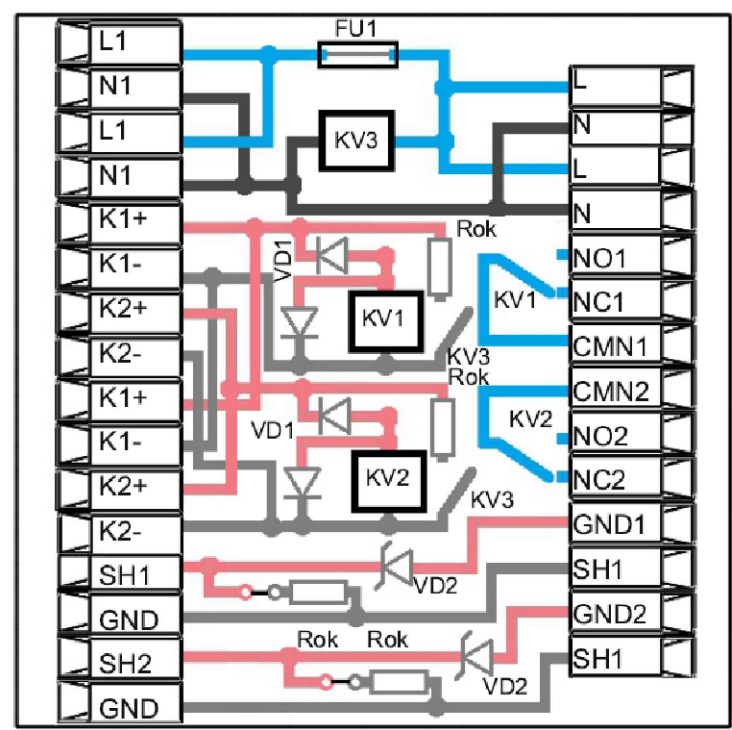 FU1
L1
N1
L1
N1
K1+
K1-
K2+
K2-
K1+
K1-
K2+
K2-
SH1
GND
SH2
GND
KV3
Rok
VD1
KV1
KV1
KV3
Rok
VD1
KV2
KV2
KV3
VD2
Rok Rok
VD2
L
N
L
N
NO1
NC1
CMN1
CMN2
NO2
NC2
GND1
SH1
GND2
SH1